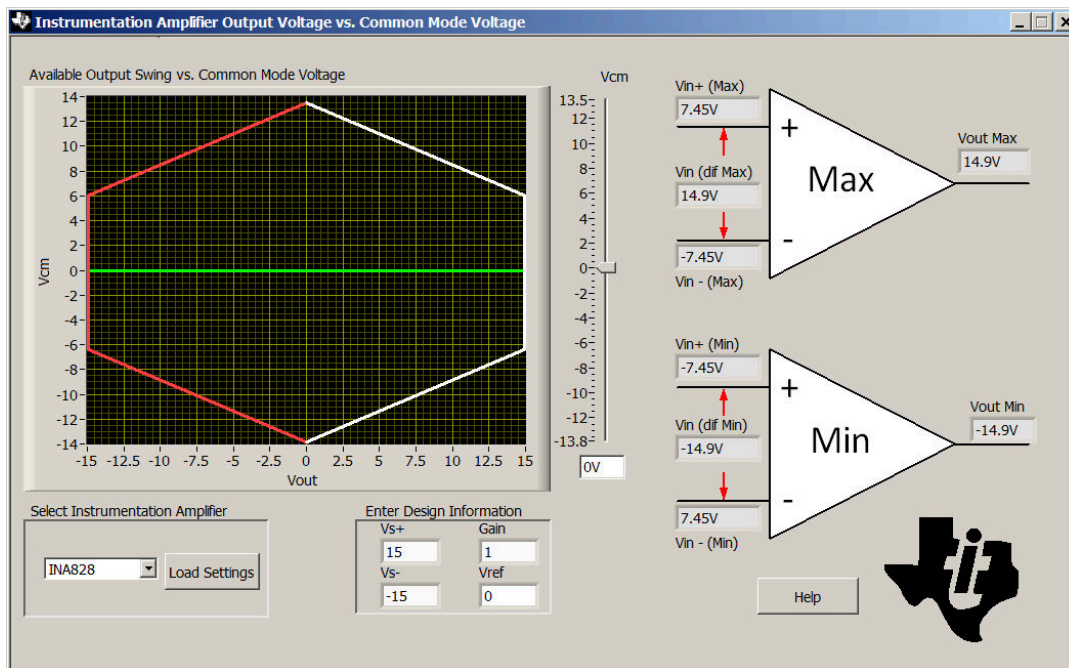 Instrumentation Amplifier Output Voltage vs. Common Mode Voltage
Available Output Swing vs. Common Mode Voltage
14
12
10
8
6
4
2
0
-2
-4
-6
-8
-10
-12
-14
Vcm
-15 -12.5 -10 -7.5 -5 -2.5 0 2.5 5 7.5 10 12.5 15
Vout
Vcm
13.5
12
10
8
6
4
2
0
-2
-4
-6
-8
-10
-12
-13.8
0V
Vin+ (Max)
7.45V
Vin (dif Max)
14.9V
-7.45V
Vin - (Max)
+
Max
-
Vout Max
14.9V
Vin+ (Min)
-7.45V
Vin (dif Min)
-14.9V
7.45V
Vin - (Min)
+
Min
-
Vout Min
-14.9V
Select Instrumentation Amplifier
INA828
Load Settings
Enter Design Information
Vs+ Gain
15 1
Vs- Vref
-15 0
Help
ti